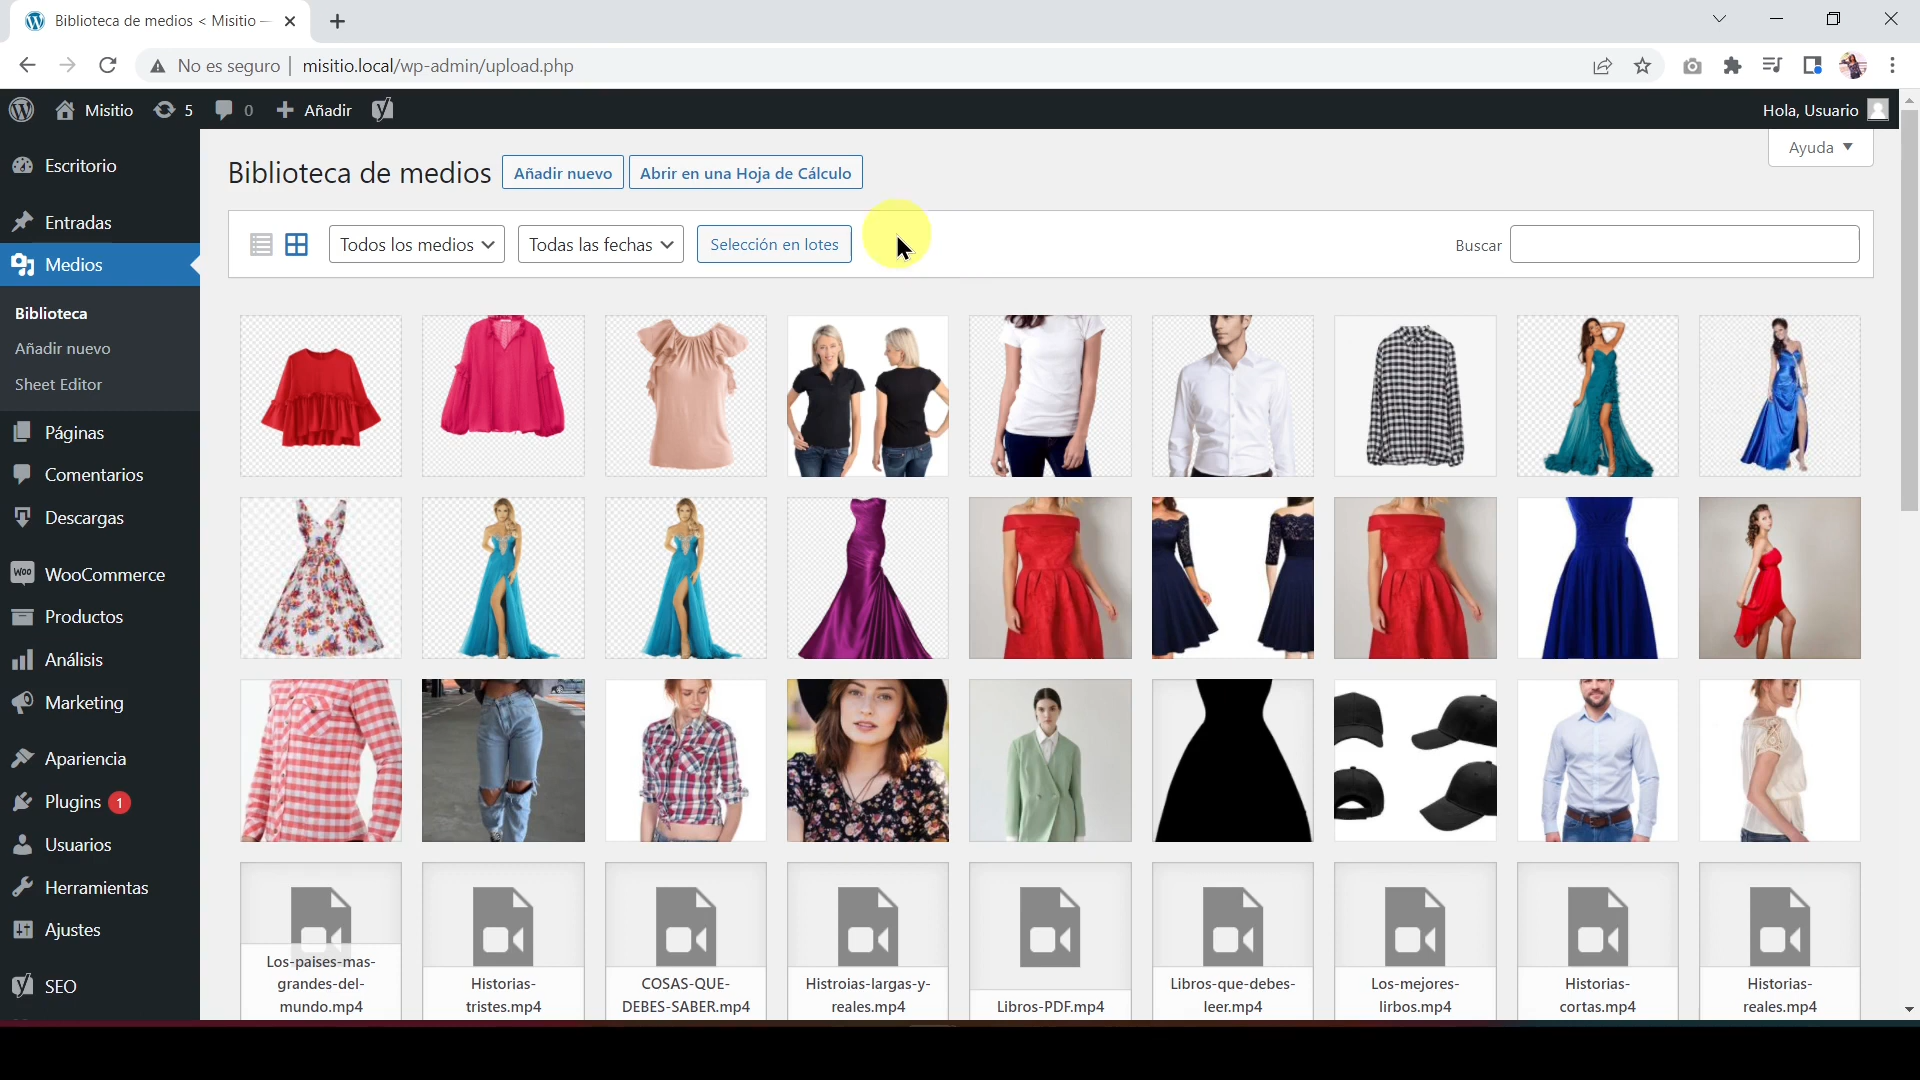 Biblioteca de medios < Misitio —
No es seguro | misitio.local/wp-admin/upload.php
Misitio 5 0 Añadir Hola, Usuario
Ayuda
Escritorio
Entradas
Medios
Biblioteca
Añadir nuevo
Sheet Editor
Páginas
Comentarios
Descargas
WooCommerce
Productos
Análisis
Marketing
Apariencia
Plugins 1
Usuarios
Herramientas
Ajustes
SEO
Biblioteca de medios Añadir nuevo Abrir en una Hoja de Cálculo
Todos los medios Todas las fechas Selección en lotes Buscar
Los-paises-mas-
grandes-del-
mundo.mp4
Historias-
tristes.mp4
COSAS-QUE-
DEBES-SABER.mp4
Histroias-largas-y-
reales.mp4
Libros-PDF.mp4
Libros-que-debes-
leer.mp4
Los-mejores-
lirbos.mp4
Historias-
cortas.mp4
Historias-
reales.mp4